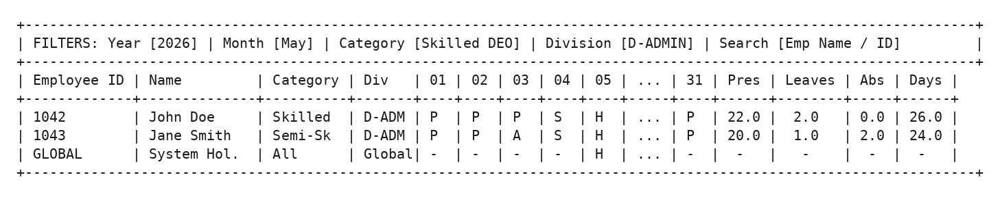 +-------------------------------------------------------------------------------------------------------------------+
| FILTERS: Year [2026] | Month [May] | Category [Skilled DEO] | Division [D-ADMIN] | Search [Emp Name / ID]         |
+-------------------------------------------------------------------------------------------------------------------+
| Employee ID | Name         | Category | Div   | 01 | 02 | 03 | 04 | 05 | ... | 31 | Pres | Leaves | Abs | Days |
+-------------+--------------+----------+-------+----+----+----+----+----+-----+----+------+--------+-----+------+
| 1042        | John Doe     | Skilled  | D-ADM | P  | P  | P  | S  | H  | ... | P  | 22.0 |  2.0   | 0.0 | 26.0 |
| 1043        | Jane Smith   | Semi-Sk  | D-ADM | P  | P  | A  | S  | H  | ... | P  | 20.0 |  1.0   | 2.0 | 24.0 |
| GLOBAL      | System Hol.  | All      | Global| -  | -  | -  | -  | H  | ... | -  |  -   |   -    |  -  |  -   |
+-------------------------------------------------------------------------------------------------------------------+